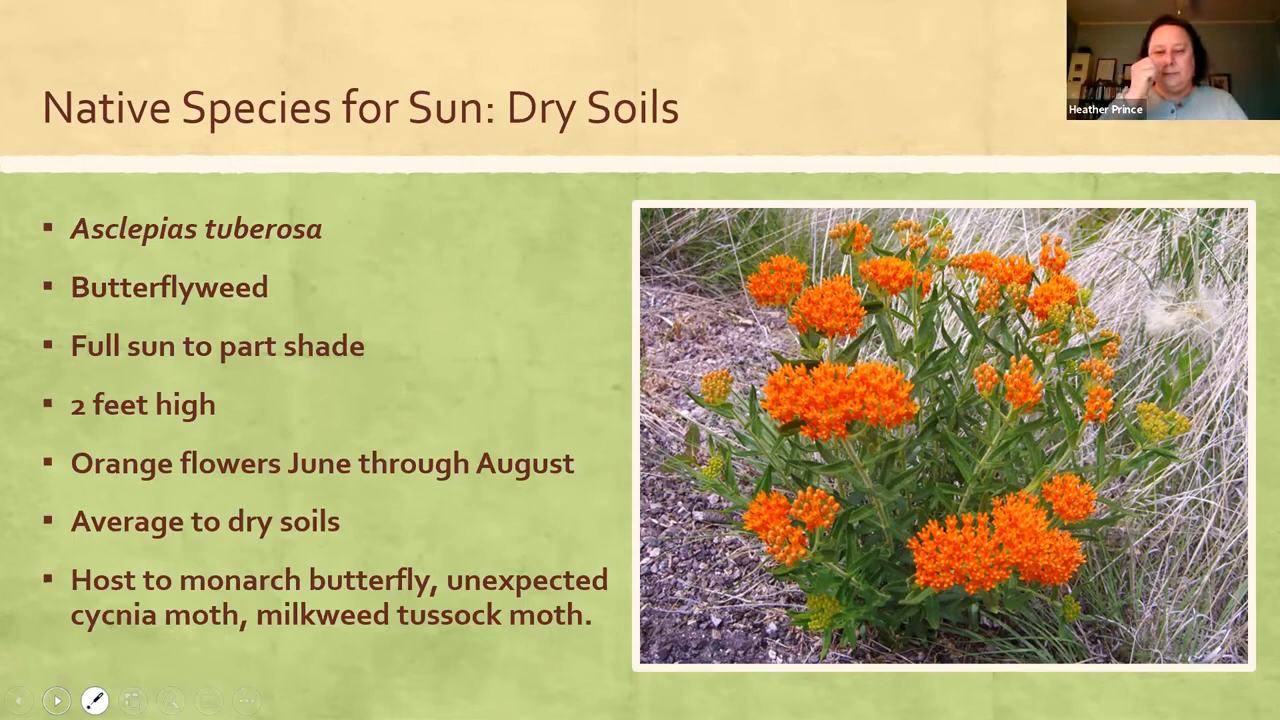 Native Species for Sun: Dry Soils
Heather Prince
▪ Asclepias tuberosa
▪ Butterflyweed
▪ Full sun to part shade
▪ 2 feet high
▪ Orange flowers June through August
▪ Average to dry soils
▪ Host to monarch butterfly, unexpected
cycnia moth, milkweed tussock moth.